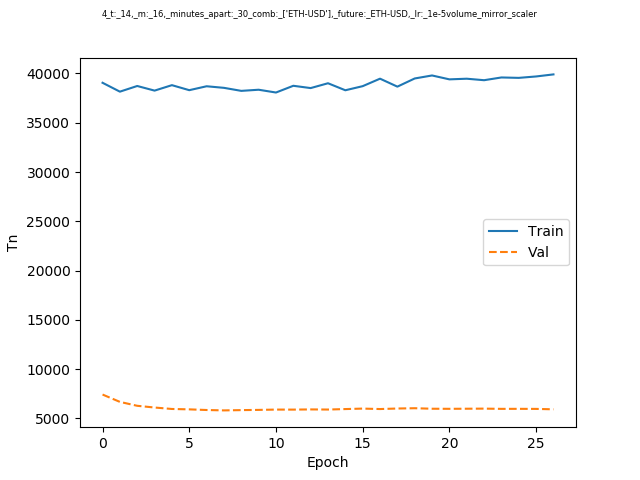 4_t:_14,_m:_16,_minutes_apart:_30_comb:_['ETH-USD'],_future:_ETH-USD,_lr:_1e-5volume_mirror_scaler
40000
35000
30000
25000
20000
15000
10000
5000
Tn
Train
Val
0 5 10 15 20 25
Epoch